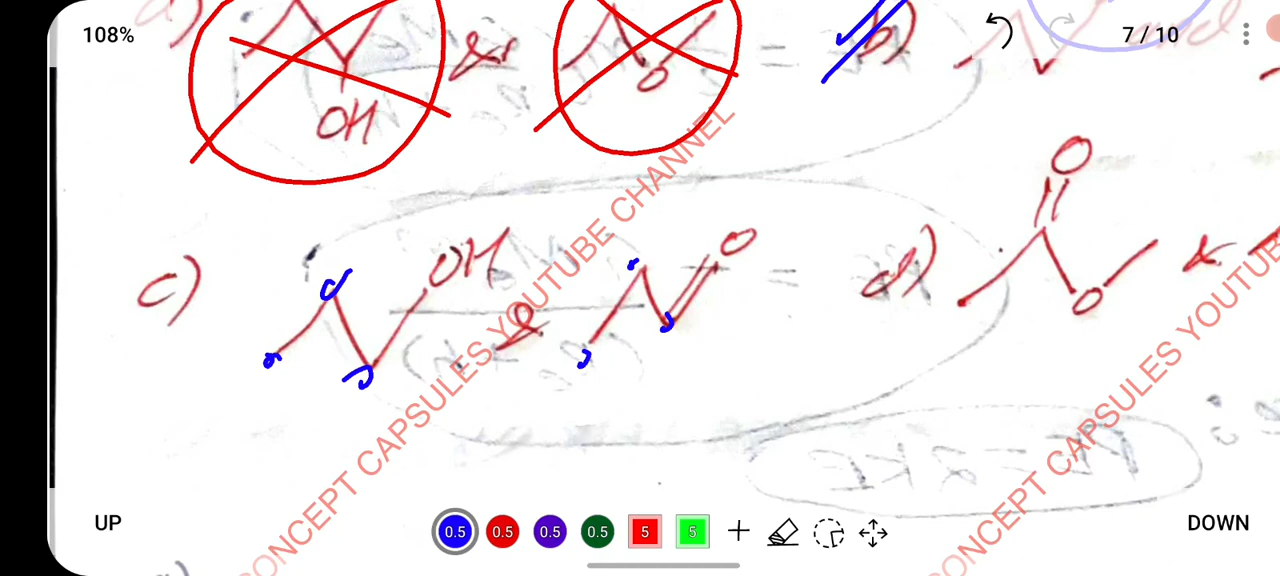 108%
7 / 10
a) & b) and
OH O
O
c) OH & O d) O &
CONCEPT CAPSULES YOUTUBE CHANNEL
CONCEPT CAPSULES YOUTUBE
UP
DOWN
0.5 0.5 0.5 0.5 5 5